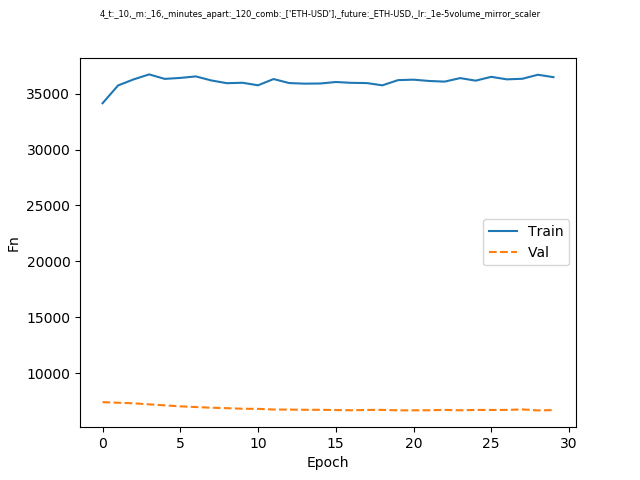 4_t:_10,_m:_16,_minutes_apart:_120_comb:_['ETH-USD'],_future:_ETH-USD,_lr:_1e-5volume_mirror_scaler
35000
30000
25000
20000
15000
10000
Fn
Train
Val
0 5 10 15 20 25 30
Epoch